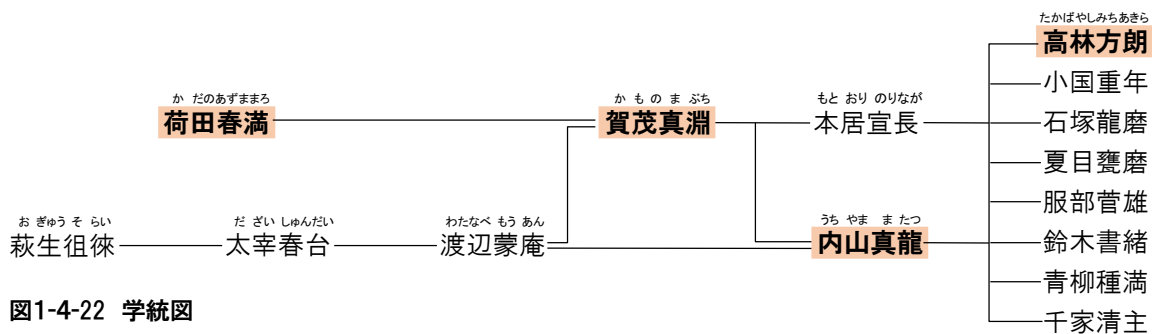 たかばやしみちあきら
高林方朗
小国重年
かだのあずままろ
荷田春満
かものまぶち
賀茂真淵
もとおりのりなが
本居宣長
石塚龍磨
夏目甕磨
服部菅雄
おぎゅうそらい
萩生徂徠
だざいしゅんだい
太宰春台
わたなべもうあん
渡辺蒙庵
うちやままたつ
内山真龍
鈴木書緒
青柳種満
千家清主
図1-4-22 学統図